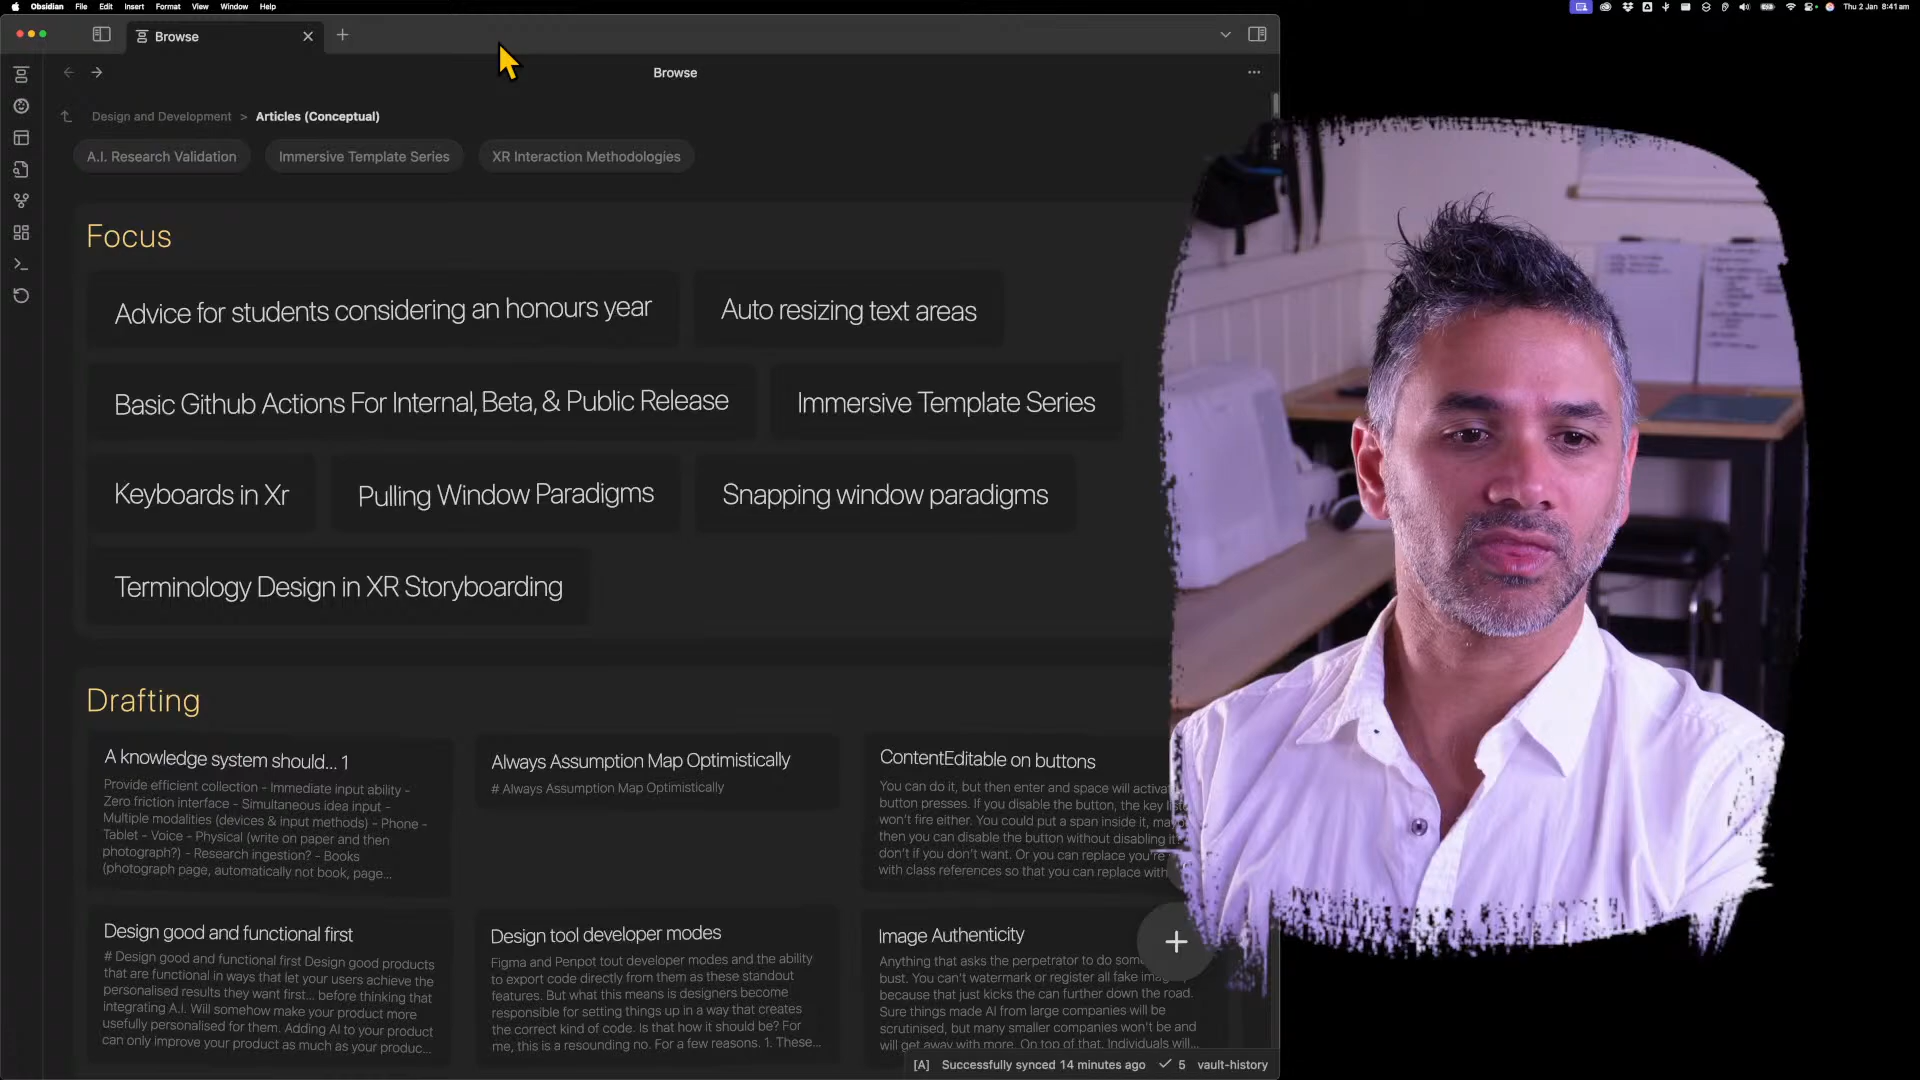 Obsidian File Edit Insert Format View Window Help
Thu 2 Jan 8:41am
Browse
Browse
Design and Development > Articles (Conceptual)
A.I. Research Validation
Immersive Template Series
XR Interaction Methodologies
Focus
Advice for students considering an honours year
Auto resizing text areas
Basic Github Actions For Internal, Beta, & Public Release
Immersive Template Series
Keyboards in Xr
Pulling Window Paradigms
Snapping window paradigms
Terminology Design in XR Storyboarding
Drafting
A knowledge system should... 1
Provide efficient collection - Immediate input ability -
Zero friction interface - Simultaneous idea input -
Multiple modalities (devices & input methods) - Phone -
Tablet - Voice - Physical (write on paper and then
photograph?) - Research ingestion? - Books
(photograph page, automatically not book, page...
Always Assumption Map Optimistically
# Always Assumption Map Optimistically
ContentEditable on buttons
You can do it, but then enter and space will
button presses. If you disable the button, the key
won't fire either. You could put a span inside it,
then you can disable the button without disabling it.
don't if you don't want. Or you can replace you're
with class references so that you can replace with
Design good and functional first
# Design good and functional first Design good products
that are functional in ways that let your users achieve the
personalised results they want first... before thinking that
integrating A.I. Will somehow make your product more
usefully personalised for them. Adding AI to your product
can only improve your product as much as your produc...
Design tool developer modes
Figma and Penpot tout developer modes and the ability
to export code directly from them as these standout
features. But what this means is designers become
responsible for setting things up in a way that creates
the correct kind of code. Is that how it should be? For
me, this is a resounding no. For a few reasons. 1. These...
Image Authenticity
Anything that asks the perpetrator to do
bust. You can't watermark or register all fake
because that just kicks the can further down the road.
Sure things made AI from large companies will be
scrutinised, but many smaller companies won't be and
will get away with more. On top of that, Individuals will...
[A] Successfully synced 14 minutes ago 5 vault-history